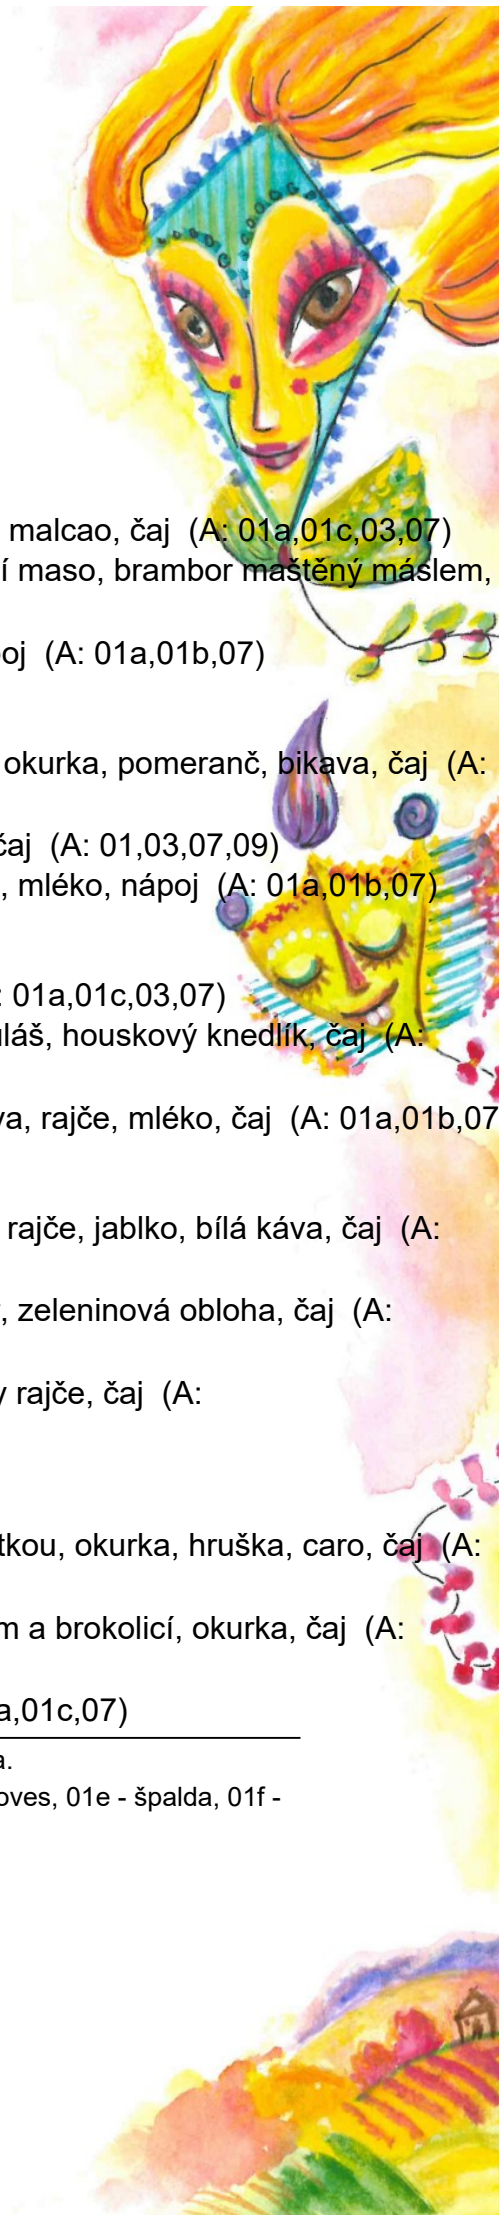 malcao, čaj (A: 01a,01c,03,07)
í maso, brambor maštěný máslem,
oj (A: 01a,01b,07)
okurka, pomeranč, bikava, čaj (A:
čaj (A: 01,03,07,09)
, mléko, nápoj (A: 01a,01b,07)
: 01a,01c,03,07)
láš, houskový knedlík, čaj (A:
va, rajče, mléko, čaj (A: 01a,01b,07
rajče, jablko, bílá káva, čaj (A:
, zeleninová obloha, čaj (A:
y rajče, čaj (A:
tkou, okurka, hruška, caro, čaj (A:
m a brokolicí, okurka, čaj (A:
a,01c,07)
a.
oves, 01e - špalda, 01f -